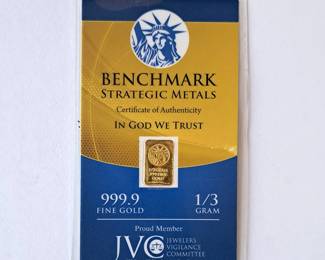 BENCHMARK
STRATEGIC METALS
Certificate of Authenticity
IN GOD WE TRUST
999.9
FINE GOLD
1/3
GRAM
Proud Member
JVC
JEWELERS
VIGILANCE
COMMITTEE